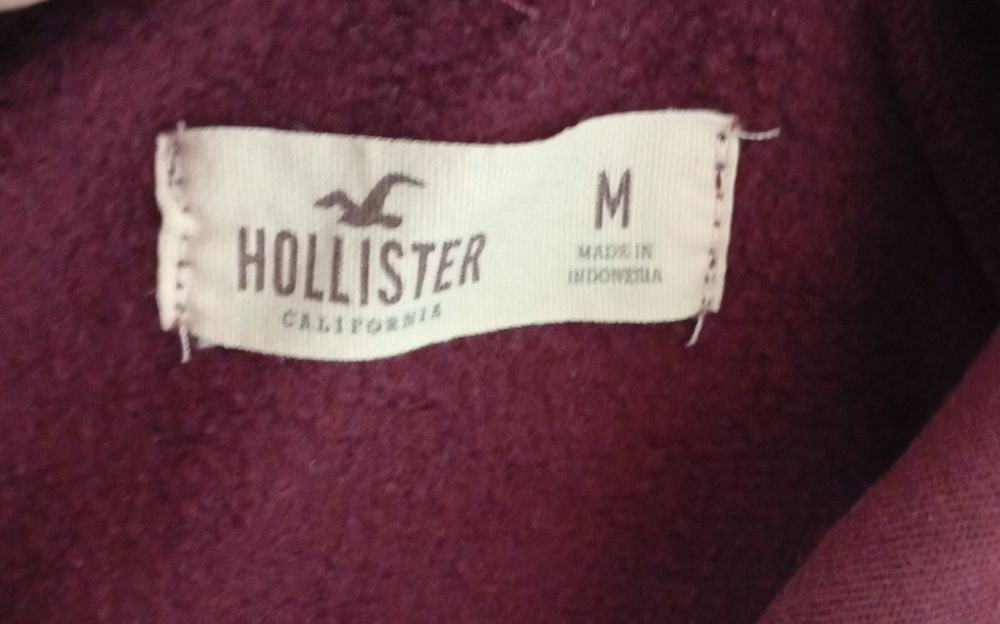 HOLLISTER
CALIFORNIA
M
MADE IN
INDONESIA